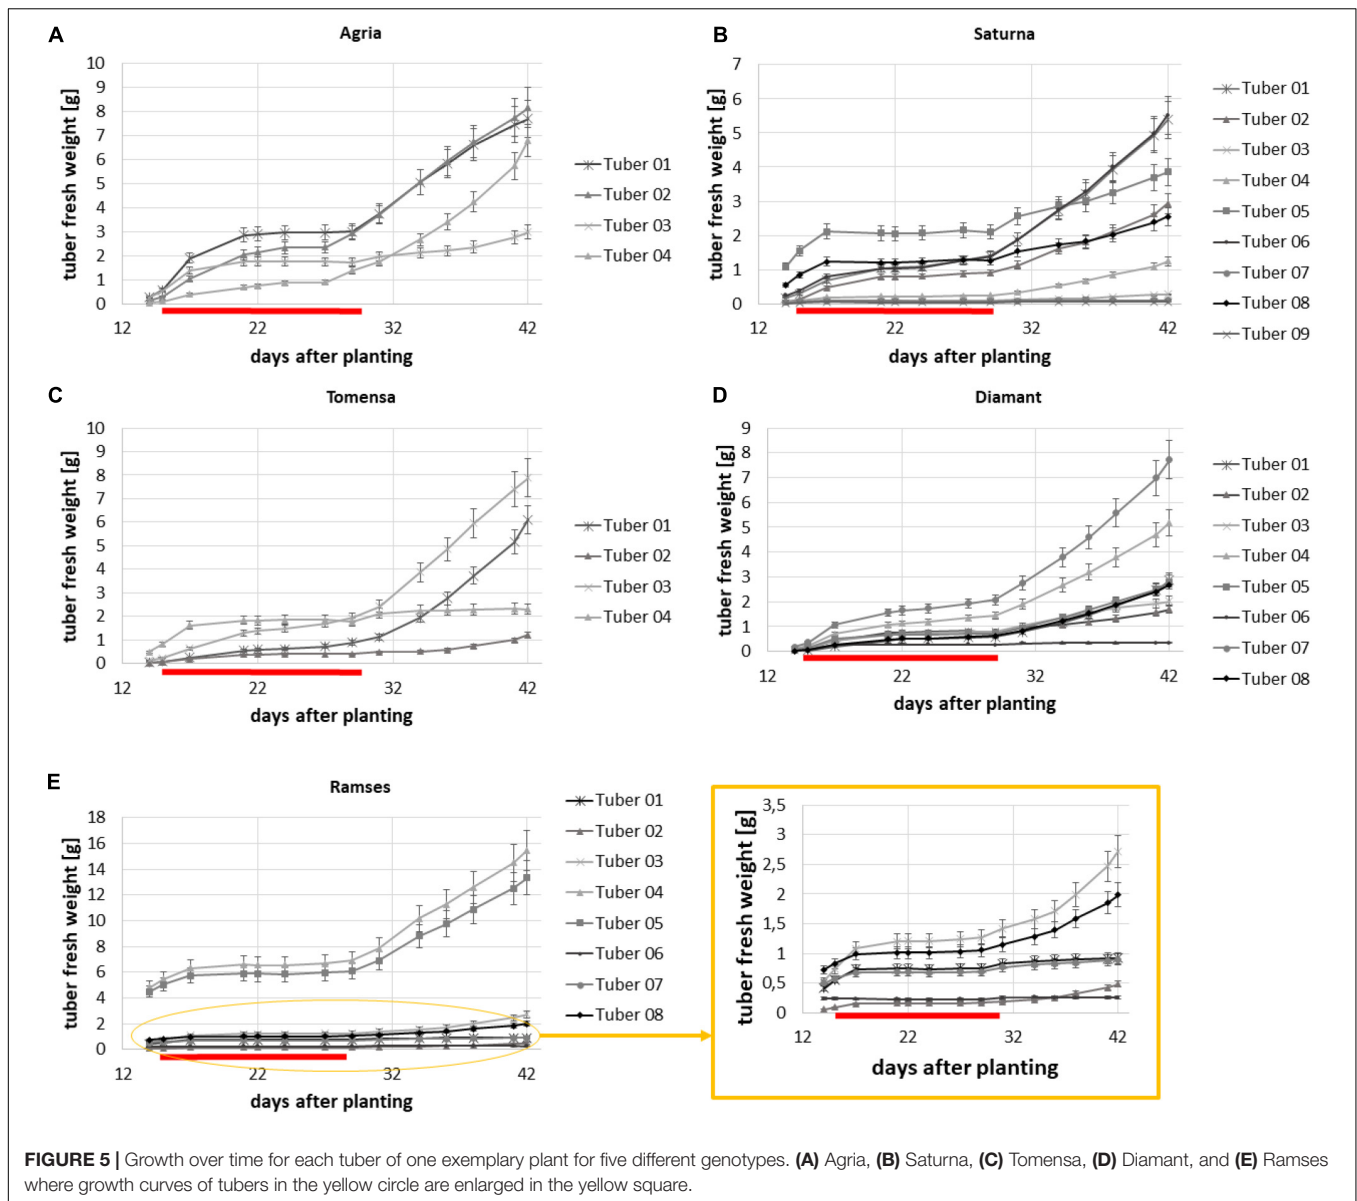 A
Agria
tuber fresh weight [g]
10
9
8
7
6
5
4
3
2
1
0
12 22 32 42
days after planting
Tuber 01
Tuber 02
Tuber 03
Tuber 04
B
Saturna
tuber fresh weight [g]
7
6
5
4
3
2
1
0
12 22 32 42
days after planting
Tuber 01
Tuber 02
Tuber 03
Tuber 04
Tuber 05
Tuber 06
Tuber 07
Tuber 08
Tuber 09
C
Tomensa
tuber fresh weight [g]
10
9
8
7
6
5
4
3
2
1
0
12 22 32 42
days after planting
Tuber 01
Tuber 02
Tuber 03
Tuber 04
D
Diamant
tuber fresh weight [g]
9
8
7
6
5
4
3
2
1
0
12 22 32 42
days after planting
Tuber 01
Tuber 02
Tuber 03
Tuber 04
Tuber 05
Tuber 06
Tuber 07
Tuber 08
E
Ramses
tuber fresh weight [g]
18
16
14
12
10
8
6
4
2
0
12 22 32 42
days after planting
Tuber 01
Tuber 02
Tuber 03
Tuber 04
Tuber 05
Tuber 06
Tuber 07
Tuber 08
tuber fresh weight [g]
3,5
3
2,5
2
1,5
1
0,5
0
12 22 32 42
days after planting
FIGURE 5 | Growth over time for each tuber of one exemplary plant for five different genotypes. (A) Agria, (B) Saturna, (C) Tomensa, (D) Diamant, and (E) Ramses
where growth curves of tubers in the yellow circle are enlarged in the yellow square.